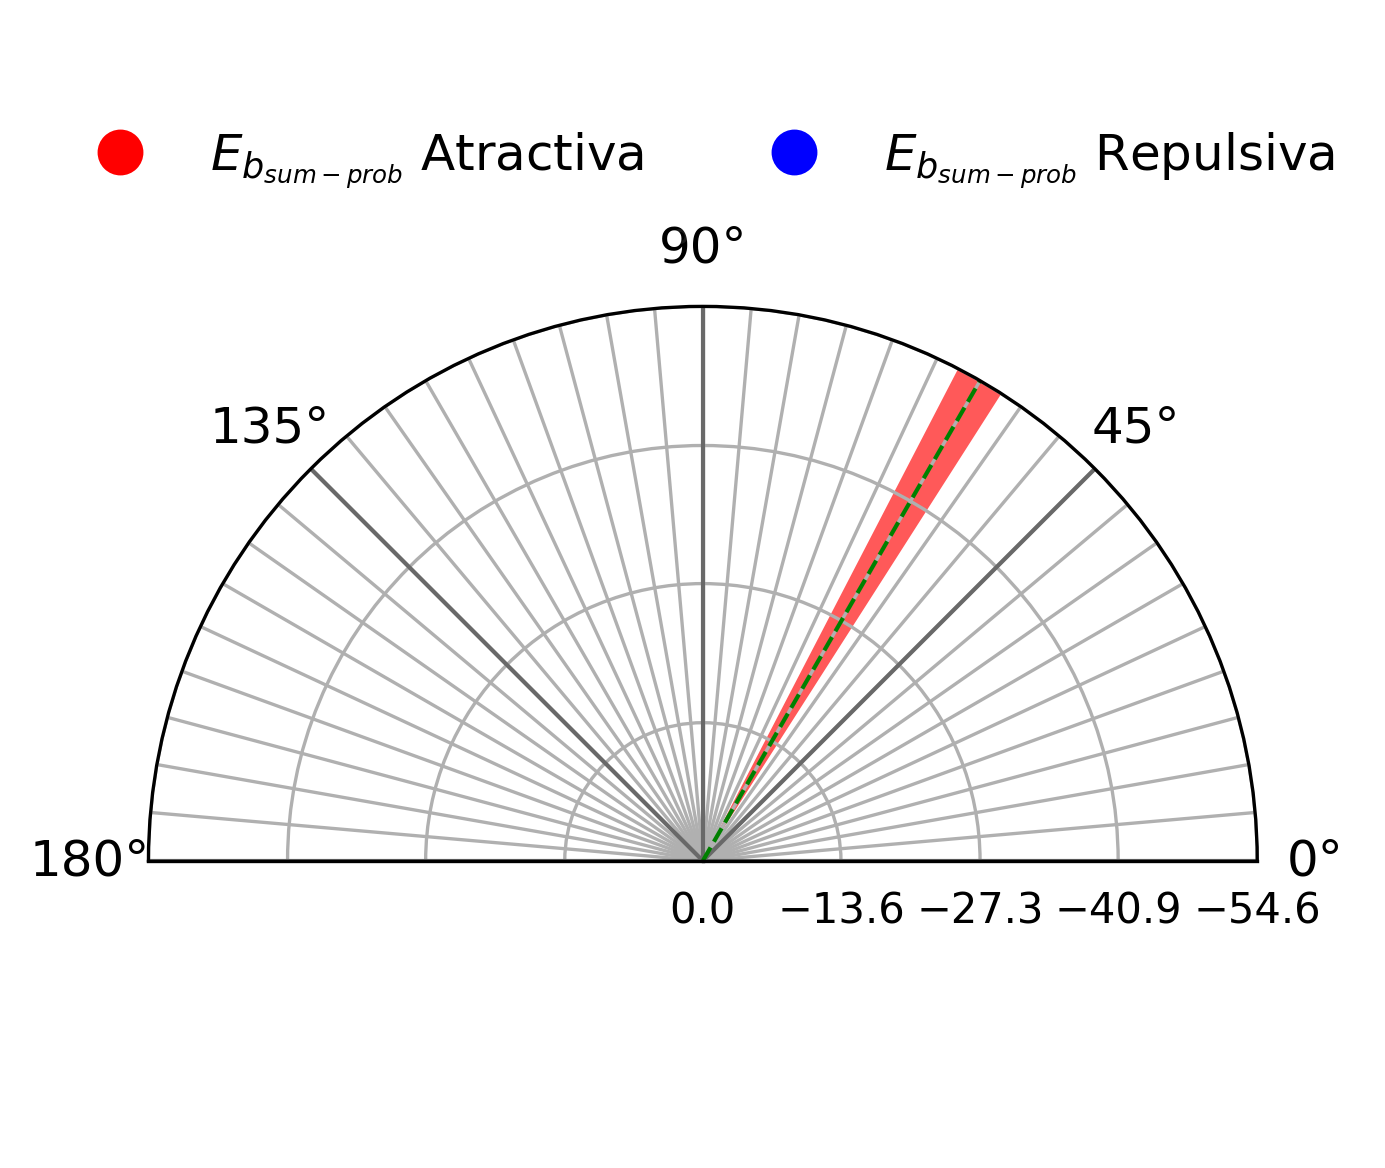 E_{b_{sum-prob}} Atractiva E_{b_{sum-prob}} Repulsiva
90°
135° 45°
180° 0°
0.0 −13.6 −27.3 −40.9 −54.6